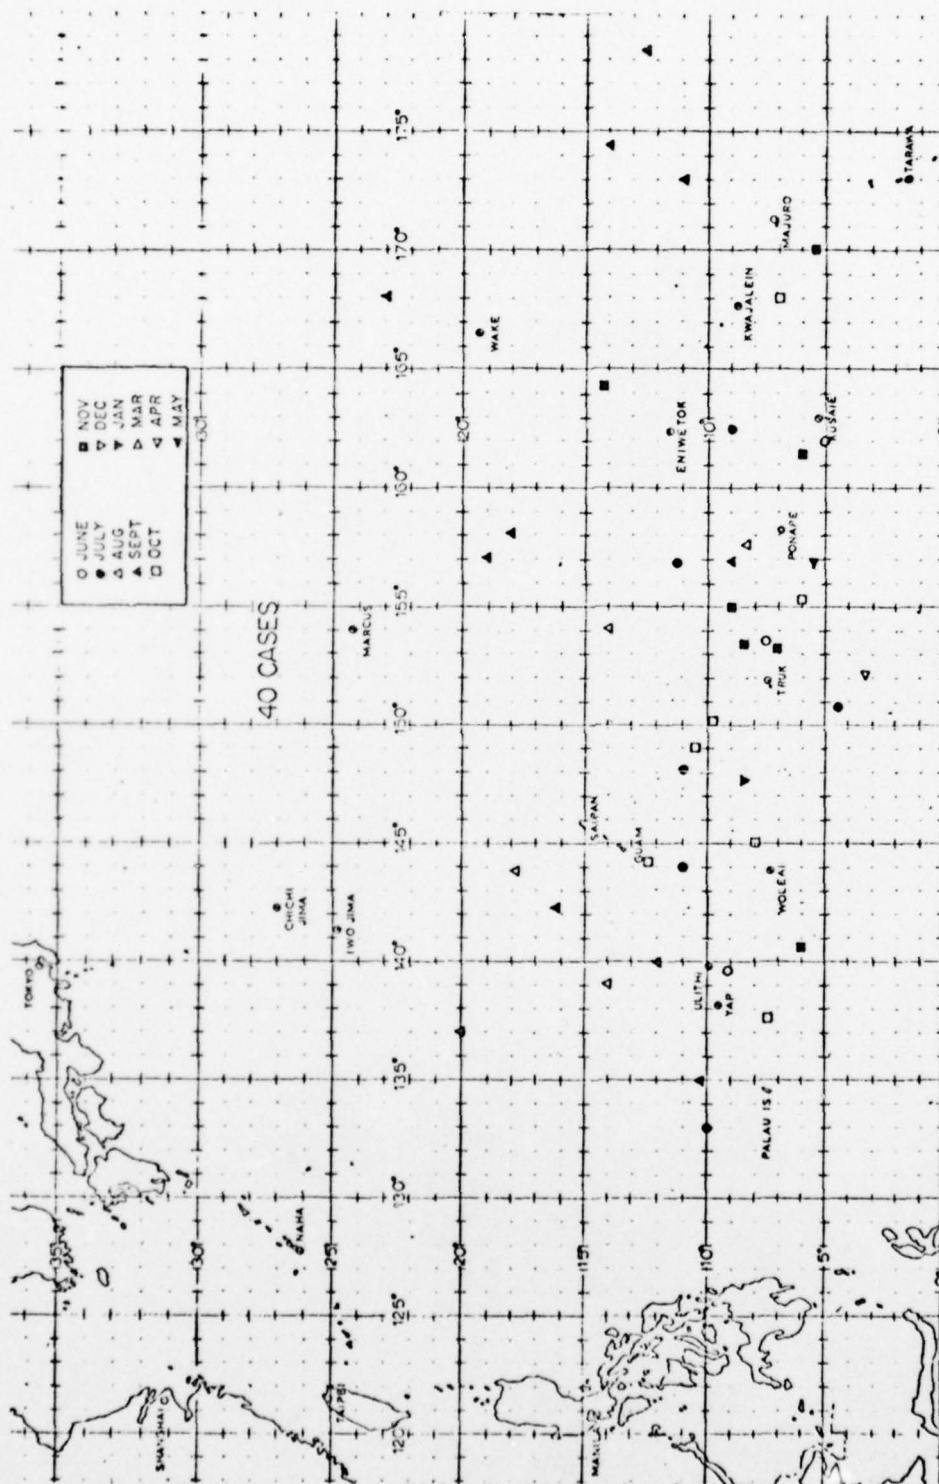 ○ JUNE
● JULY
△ AUG
▲ SEPT
□ OCT
■ NOV
▽ DEC
▼ JAN
▷ MAR
◁ APR
◀ MAY
40 CASES
TOKYO
SHANGHAI
NAHA
TAIPEI
MANILA
CHICHI
JIMA
IWO JIMA
MARCUS
WAKE
SAIPAN
GUAM
ENIWETOK
KWAJALEIN
MAJURO
TARAWA
KUSAIE
PONAPE
TRUK
WOLEAI
ULITHI
YAP
PALAU IS
120°
125°
130°
135°
140°
145°
150°
155°
160°
165°
170°
175°
35°
30°
25°
20°
15°
10°
5°
30°
20°
10°